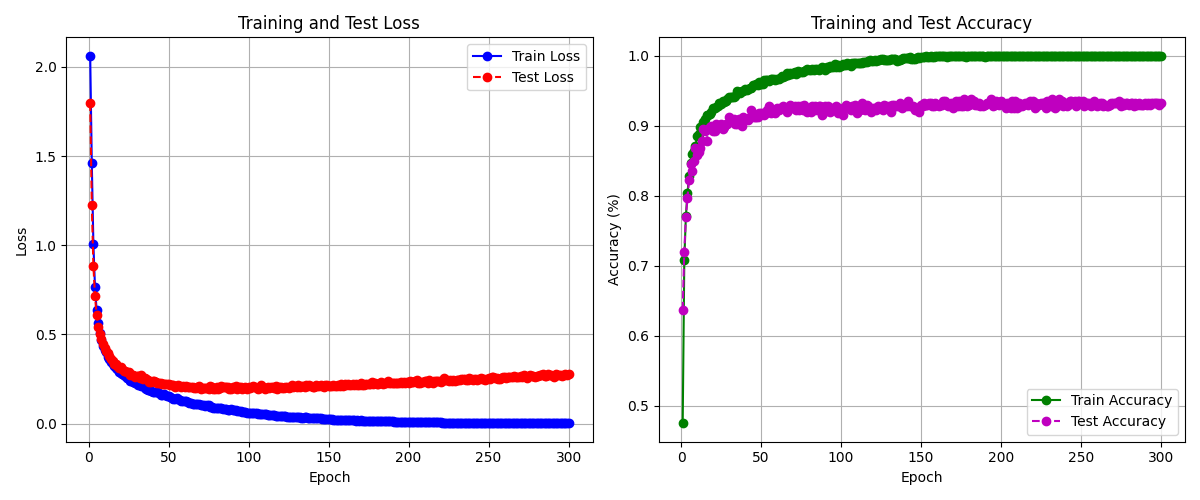 Training and Test Loss
Train Loss
Test Loss
2.0
1.5
1.0
0.5
0.0
Loss
0 50 100 150 200 250 300
Epoch
Training and Test Accuracy
1.0
0.9
0.8
0.7
0.6
0.5
Accuracy (%)
Train Accuracy
Test Accuracy
0 50 100 150 200 250 300
Epoch